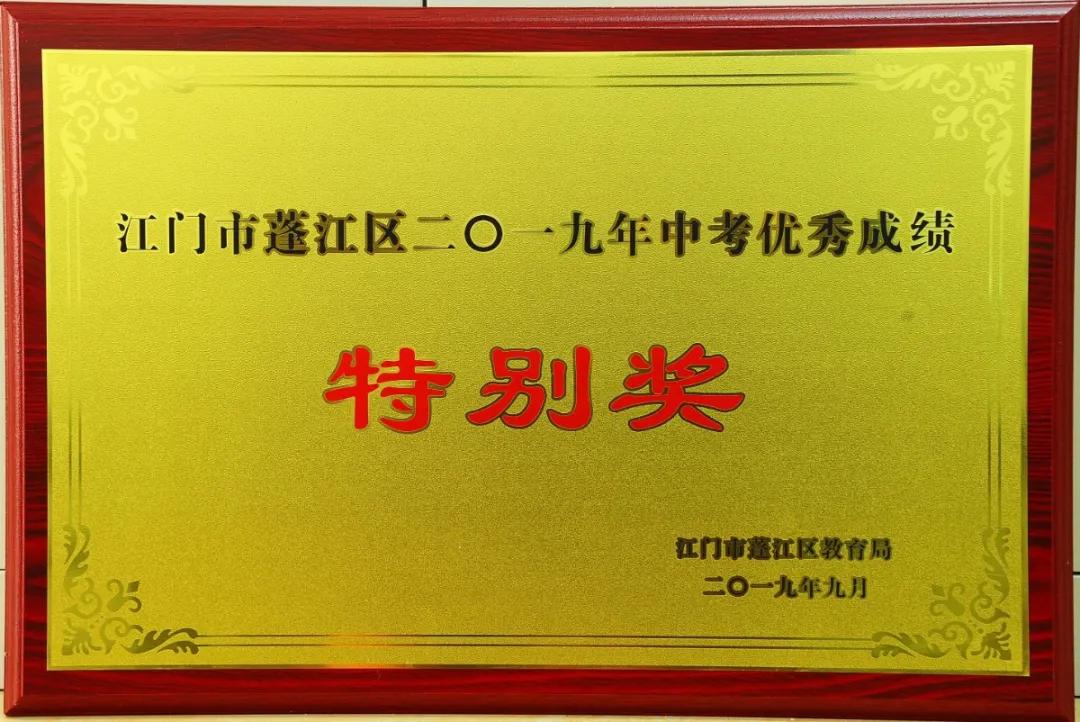 江门市蓬江区二〇一九年中考优秀成绩
特别奖
江门市蓬江区教育局
二〇一九年九月